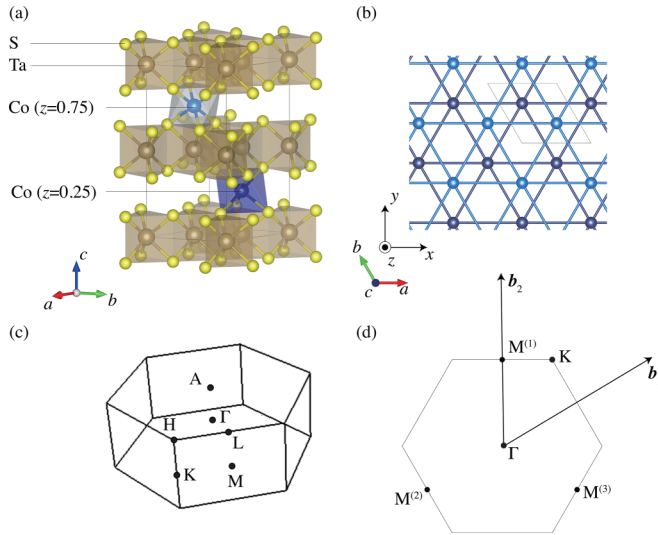 (a)
S
Ta
Co (z=0.75)
Co (z=0.25)
c
a
b
(b)
y
x
z
b
c
a
(c)
A
Γ
H
L
K
M
(d)
b₂
M⁽¹⁾
K
b
Γ
M⁽²⁾
M⁽³⁾